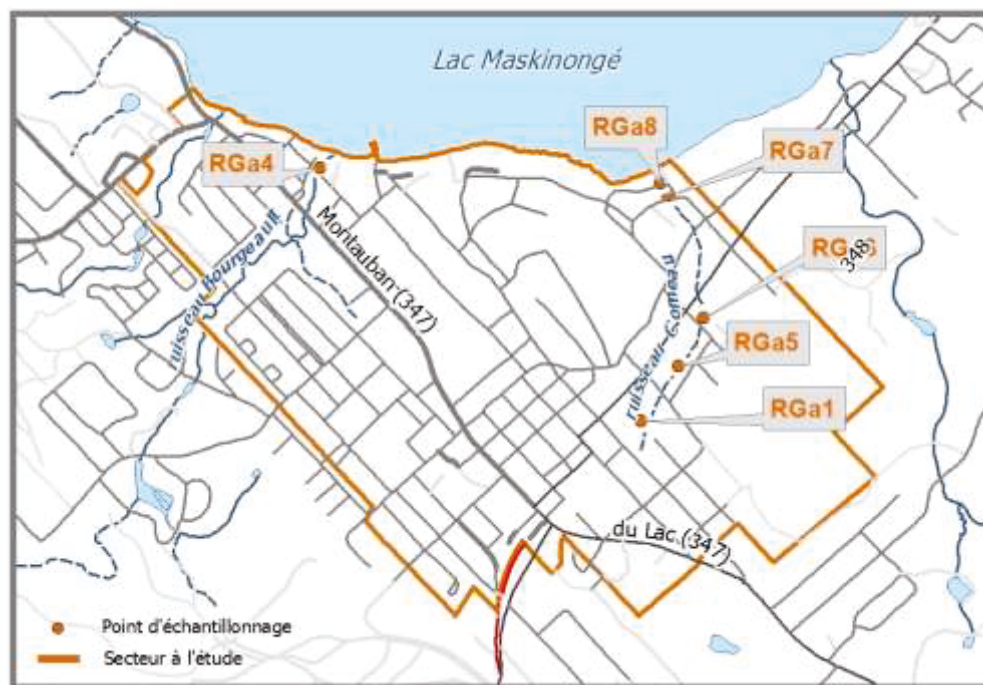 Lac Maskinongé
RGa8
RGa7
RGa4
Montauban (347)
ruisseau Bourgeault
348
RGa5
ruisseau Comeau
RGa1
du Lac (347)
Point d'échantillonnage
Secteur à l'étude